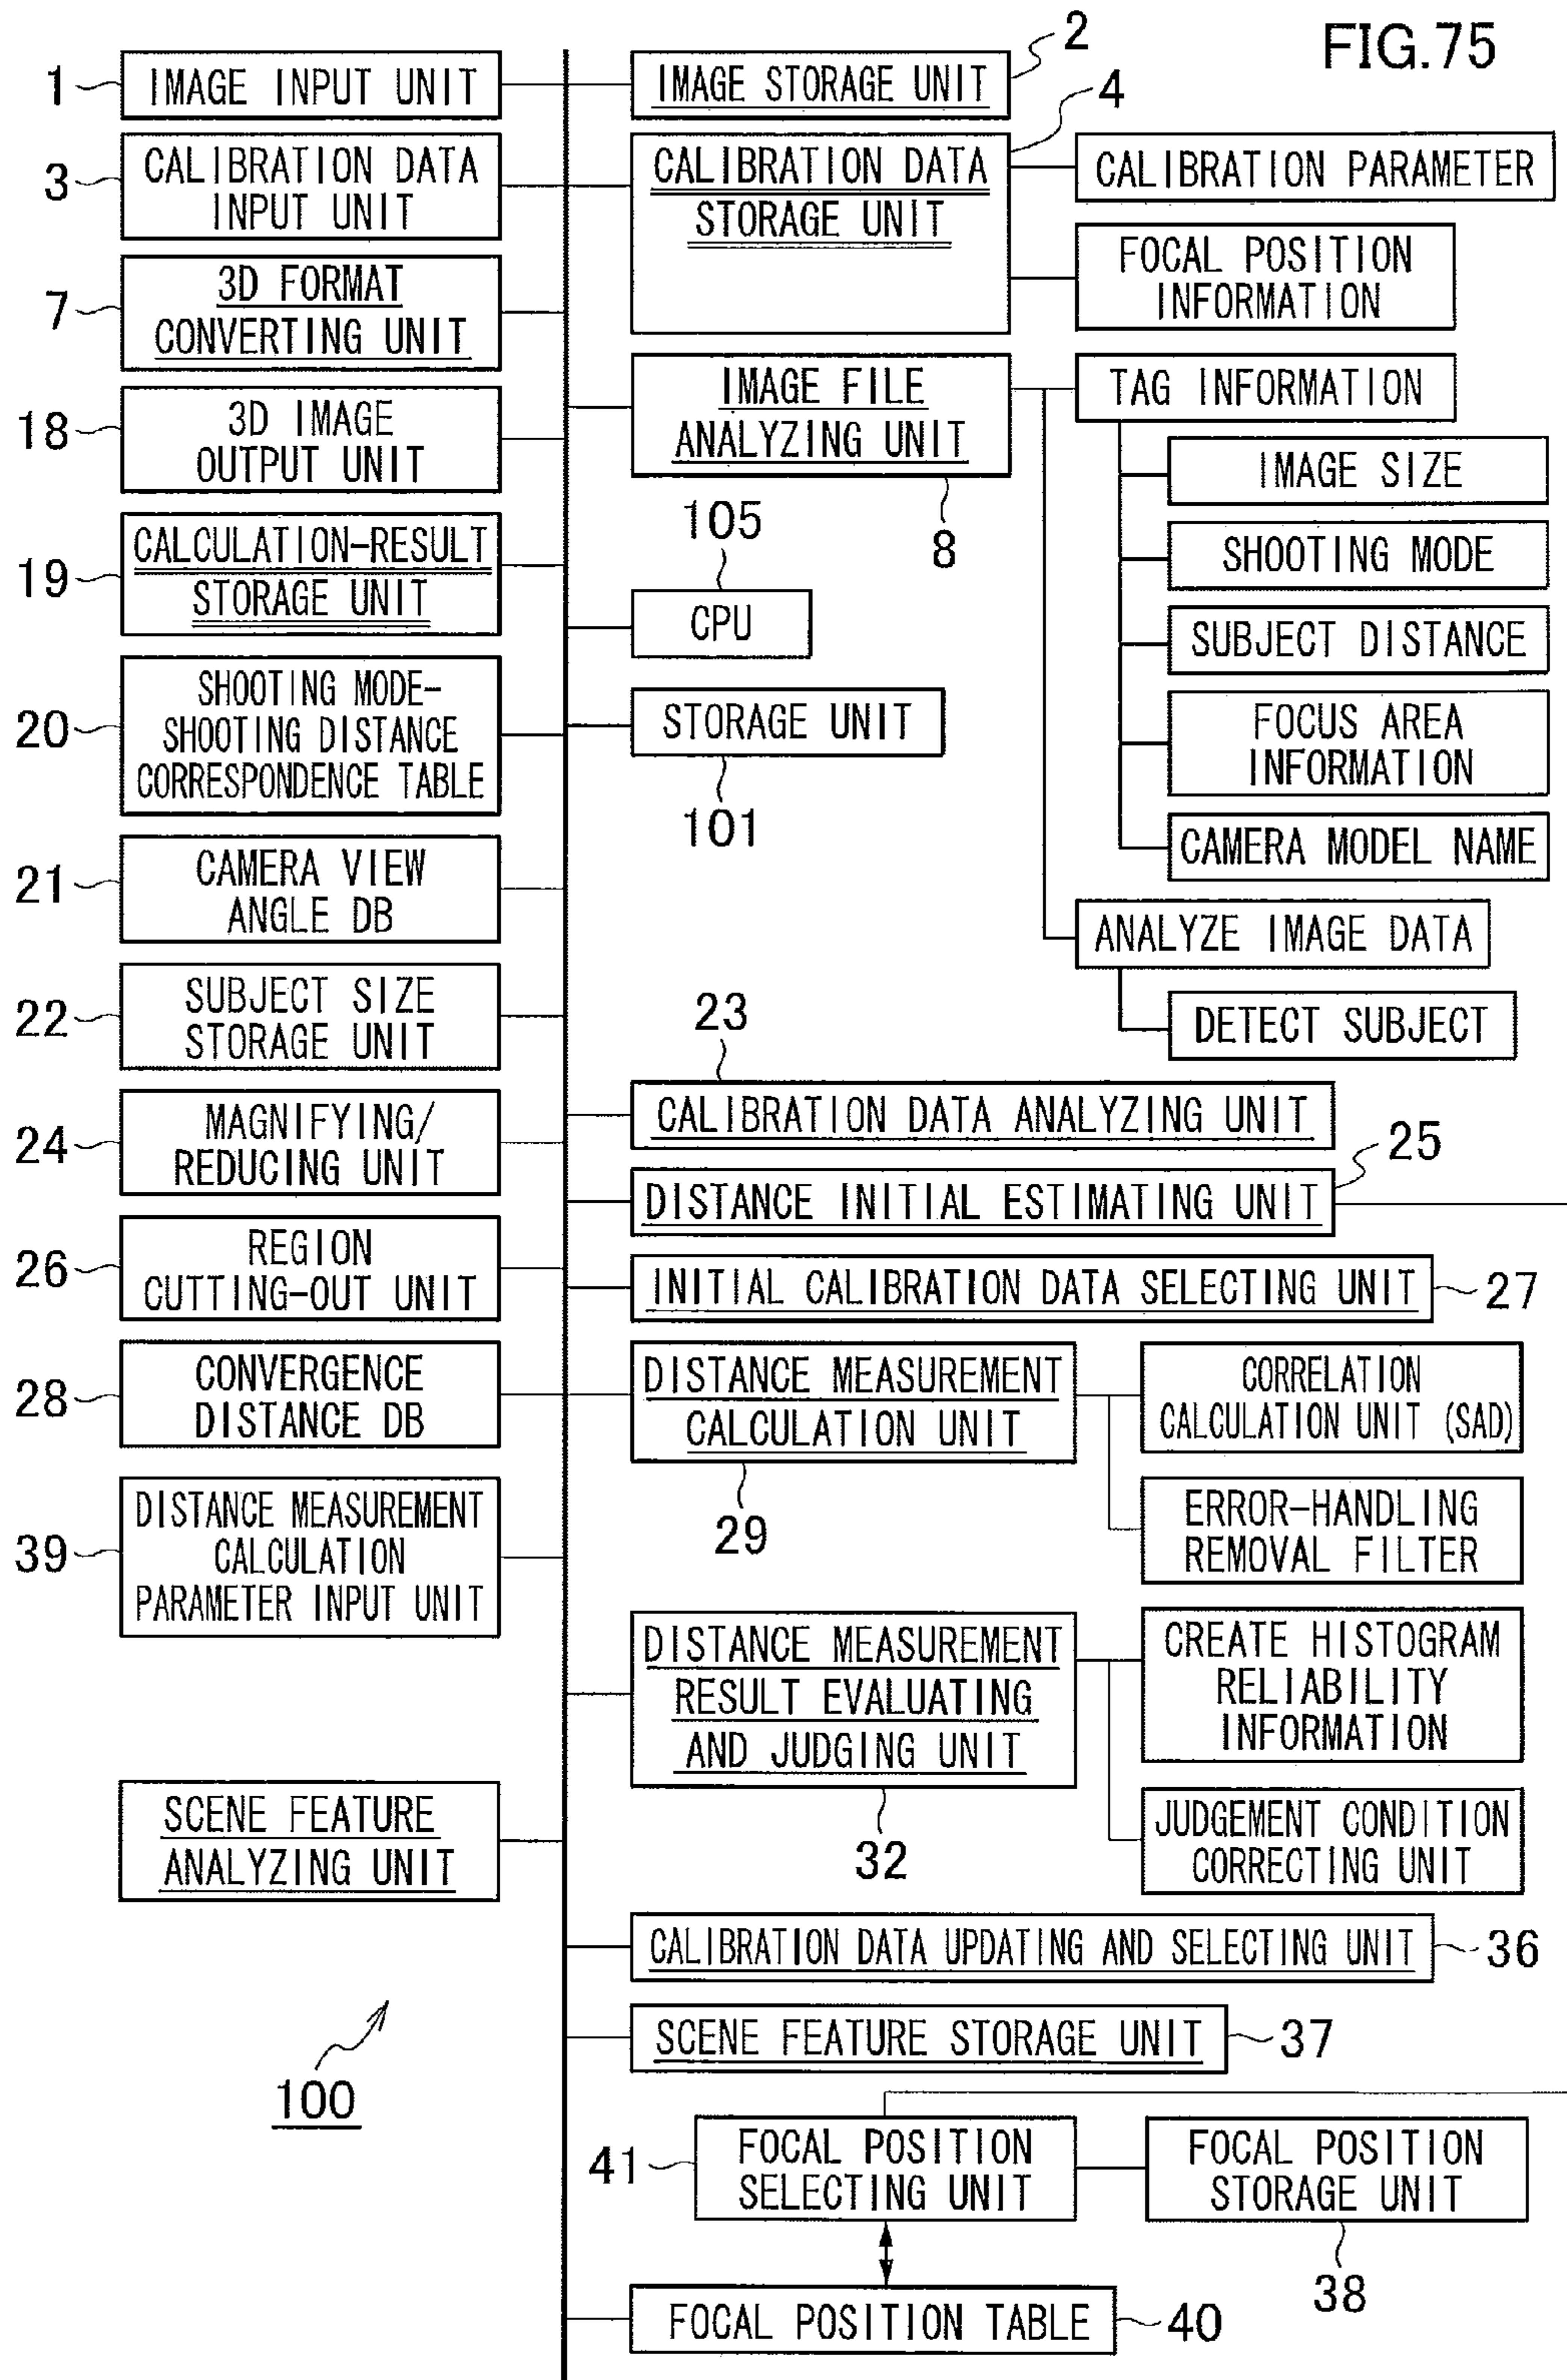 FIG.75
1
IMAGE INPUT UNIT
3
CALIBRATION DATA
INPUT UNIT
7
3D FORMAT
CONVERTING UNIT
18
3D IMAGE
OUTPUT UNIT
19
CALCULATION-RESULT
STORAGE UNIT
20
SHOOTING MODE-
SHOOTING DISTANCE
CORRESPONDENCE TABLE
21
CAMERA VIEW
ANGLE DB
22
SUBJECT SIZE
STORAGE UNIT
24
MAGNIFYING/
REDUCING UNIT
26
REGION
CUTTING-OUT UNIT
28
CONVERGENCE
DISTANCE DB
39
DISTANCE MEASUREMENT
CALCULATION
PARAMETER INPUT UNIT
SCENE FEATURE
ANALYZING UNIT
100
2
IMAGE STORAGE UNIT
4
CALIBRATION DATA
STORAGE UNIT
CALIBRATION PARAMETER
FOCAL POSITION
INFORMATION
IMAGE FILE
ANALYZING UNIT
8
TAG INFORMATION
IMAGE SIZE
SHOOTING MODE
SUBJECT DISTANCE
FOCUS AREA
INFORMATION
CAMERA MODEL NAME
ANALYZE IMAGE DATA
DETECT SUBJECT
105
CPU
STORAGE UNIT
101
23
CALIBRATION DATA ANALYZING UNIT
25
DISTANCE INITIAL ESTIMATING UNIT
INITIAL CALIBRATION DATA SELECTING UNIT
27
DISTANCE MEASUREMENT
CALCULATION UNIT
29
CORRELATION
CALCULATION UNIT (SAD)
ERROR-HANDLING
REMOVAL FILTER
DISTANCE MEASUREMENT
RESULT EVALUATING
AND JUDGING UNIT
32
CREATE HISTOGRAM
RELIABILITY
INFORMATION
JUDGEMENT CONDITION
CORRECTING UNIT
CALIBRATION DATA UPDATING AND SELECTING UNIT
36
SCENE FEATURE STORAGE UNIT
37
41
FOCAL POSITION
SELECTING UNIT
FOCAL POSITION
STORAGE UNIT
38
FOCAL POSITION TABLE
40